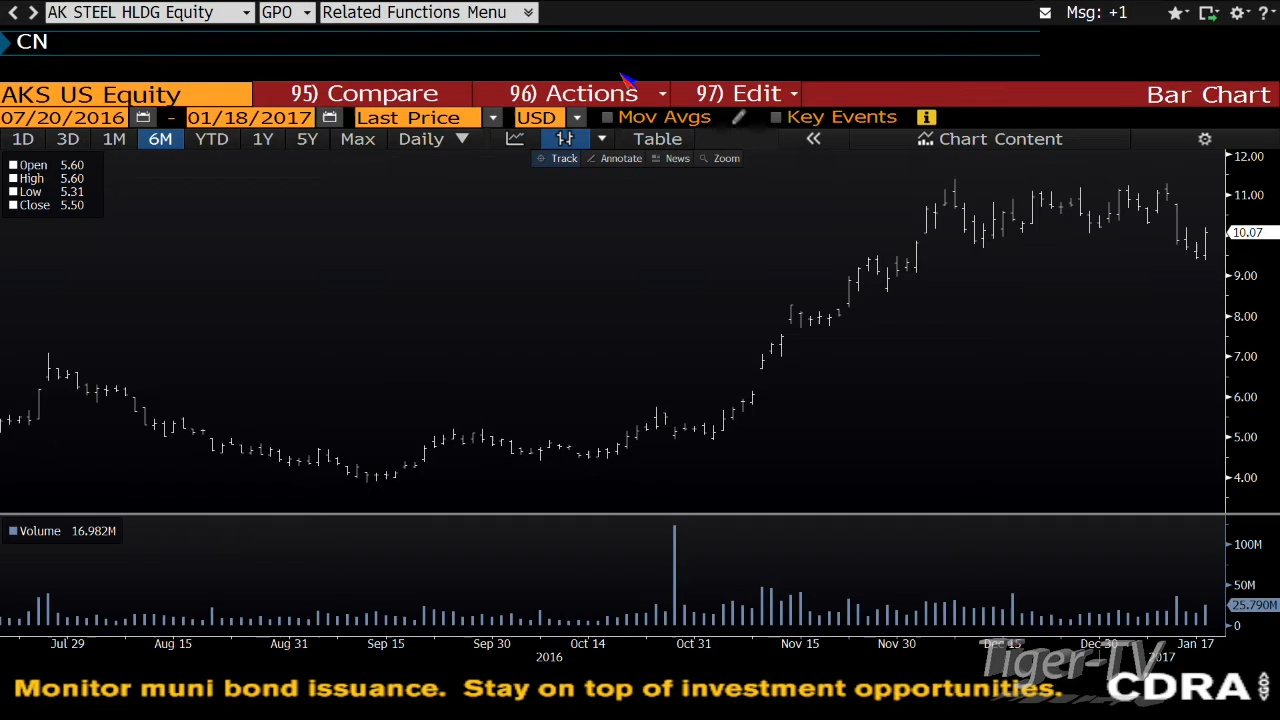 AK STEEL HLDG Equity GPO Related Functions Menu Msg: +1 ?
CN
AKS US Equity 95) Compare 96) Actions 97) Edit Bar Chart
07/20/2016 - 01/18/2017 Last Price USD Mov Avgs Key Events i
1D 3D 1M 6M YTD 1Y 5Y Max Daily Table Chart Content
Track Annotate News Zoom
Open 5.60
High 5.60
Low 5.31
Close 5.50
12.00
11.00
10.07
9.00
8.00
7.00
6.00
5.00
4.00
Volume 16.982M
100M
50M
25.790M
0
Jul 29 Aug 15 Aug 31 Sep 15 Sep 30 Oct 14 Oct 31 Nov 15 Nov 30 Dec 15 Dec 30 Jan 17
2016 2017
Tiger-TV
Monitor muni bond issuance. Stay on top of investment opportunities. CDRA